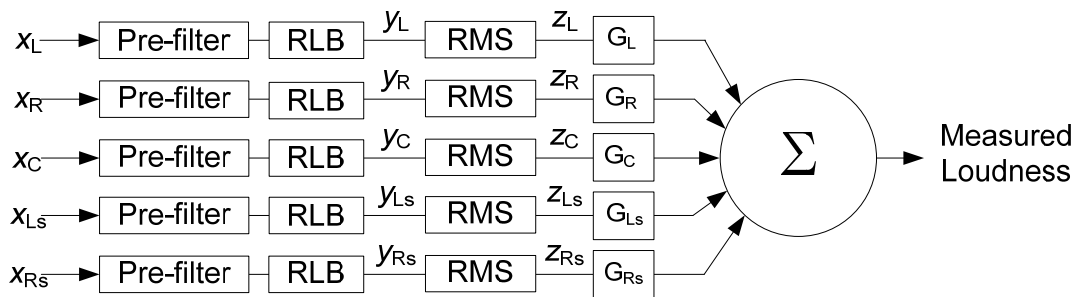 xL Pre-filter RLB yL RMS zL GL
xR Pre-filter RLB yR RMS zR GR
xC Pre-filter RLB yC RMS zC GC
xLs Pre-filter RLB yLs RMS zLs GLs
xRs Pre-filter RLB yRs RMS zRs GRs
Σ
Measured
Loudness